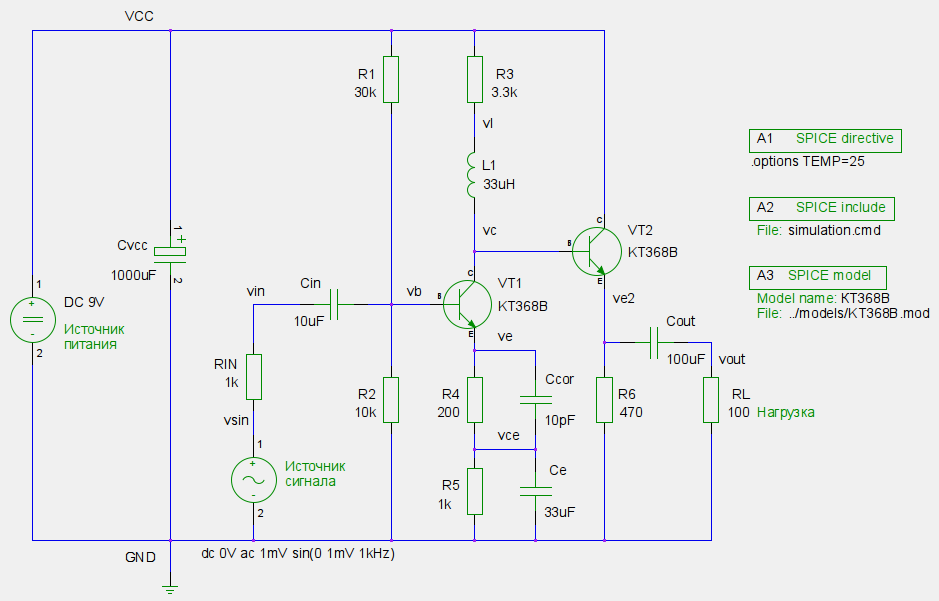 VCC
R1
30k
R3
3.3k
vl
L1
33uH
A1 SPICE directive
.options TEMP=25
A2 SPICE include
File: simulation.cmd
A3 SPICE model
Model name: KT368B
File: ../models/KT368B.mod
vc
C
B
E
VT2
KT368B
Cvcc
1000uF
1
+
2
1
+
-
2
DC 9V
Источник
питания
vin
Cin
10uF
vb
C
B
E
VT1
KT368B
ve
ve2
Cout
100uF
vout
RIN
1k
vsin
R2
10k
R4
200
Ccor
10pF
R6
470
RL
100 Нагрузка
vce
1
+
-
2
Источник
сигнала
R5
1k
Ce
33uF
GND
dc 0V ac 1mV sin(0 1mV 1kHz)